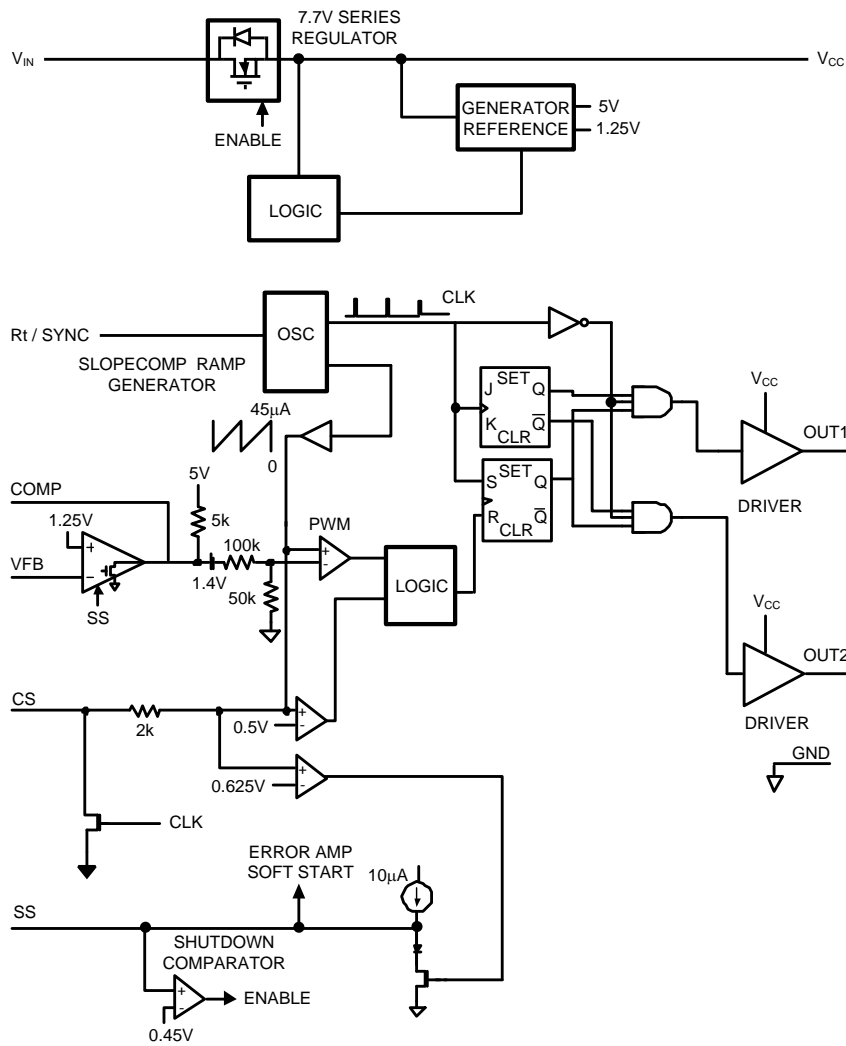 7.7V SERIES
REGULATOR
VIN
VCC
ENABLE
GENERATOR
REFERENCE
5V
1.25V
LOGIC
CLK
OSC
Rt / SYNC
SLOPECOMP RAMP
GENERATOR
45μA
0
J SET Q
K CLR Q̅
S SET Q
R CLR Q̅
VCC
OUT1
DRIVER
COMP
5V
5k
1.25V
+
-
VFB
SS
1.4V
100k
50k
PWM
+
-
LOGIC
VCC
OUT2
DRIVER
GND
CS
2k
0.5V
+
-
0.625V
+
-
CLK
ERROR AMP
SOFT START
10μA
SS
SHUTDOWN
COMPARATOR
+
-
ENABLE
0.45V